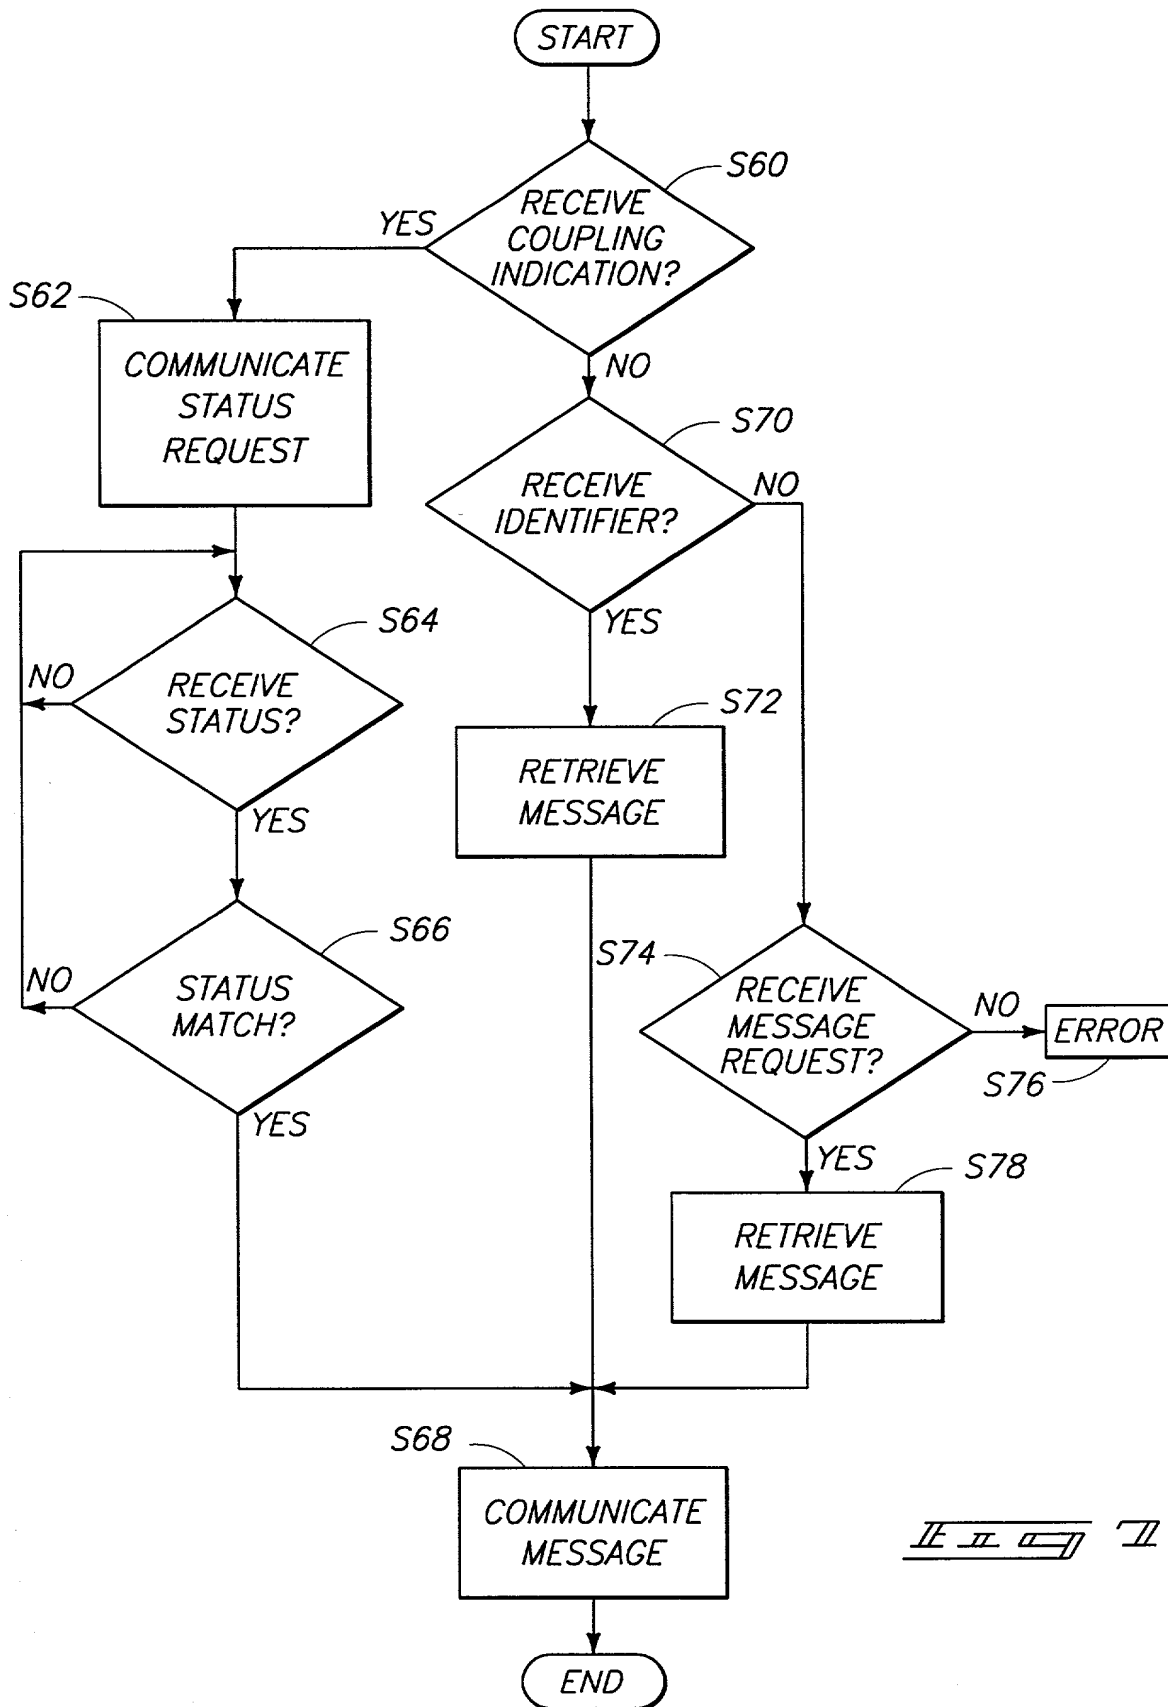 START
S60
RECEIVE
COUPLING
INDICATION?
YES
NO
S62
COMMUNICATE
STATUS
REQUEST
S70
RECEIVE
IDENTIFIER?
NO
YES
S64
RECEIVE
STATUS?
NO
YES
S72
RETRIEVE
MESSAGE
S66
STATUS
MATCH?
NO
YES
S74
RECEIVE
MESSAGE
REQUEST?
NO
ERROR
S76
YES
S78
RETRIEVE
MESSAGE
S68
COMMUNICATE
MESSAGE
END
Fig 7